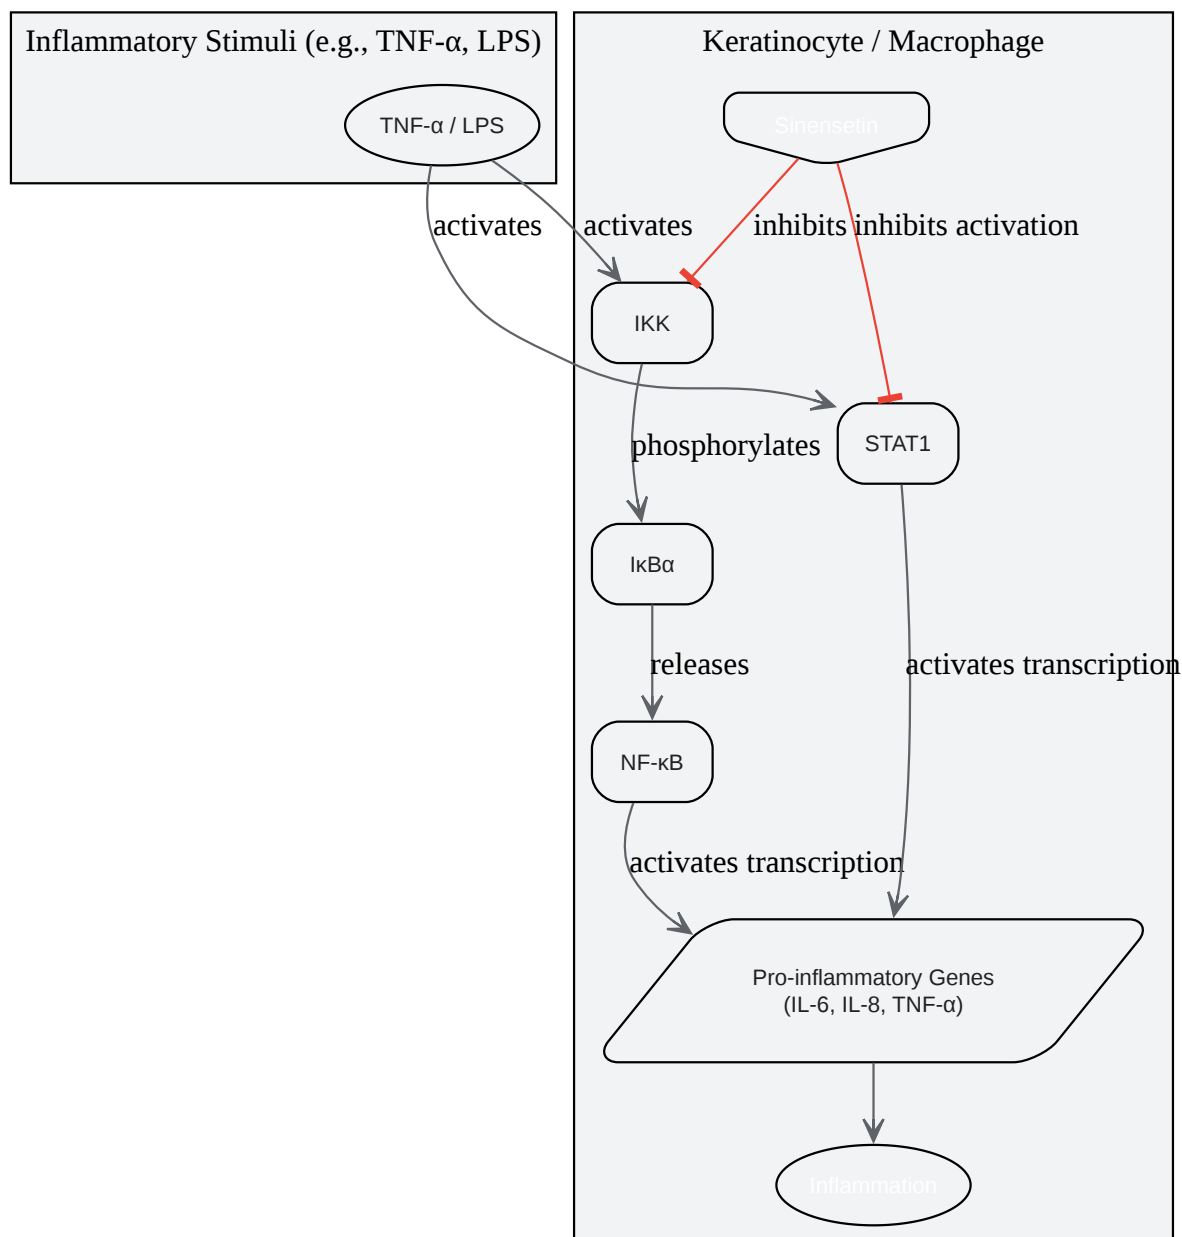 Inflammatory Stimuli (e.g., TNF-α, LPS)
Keratinocyte / Macrophage
TNF-α / LPS
Sinensetin
activates
activates
inhibits
inhibits activation
IKK
STAT1
phosphorylates
IκBα
releases
activates transcription
NF-κB
activates transcription
Pro-inflammatory Genes
(IL-6, IL-8, TNF-α)
Inflammation